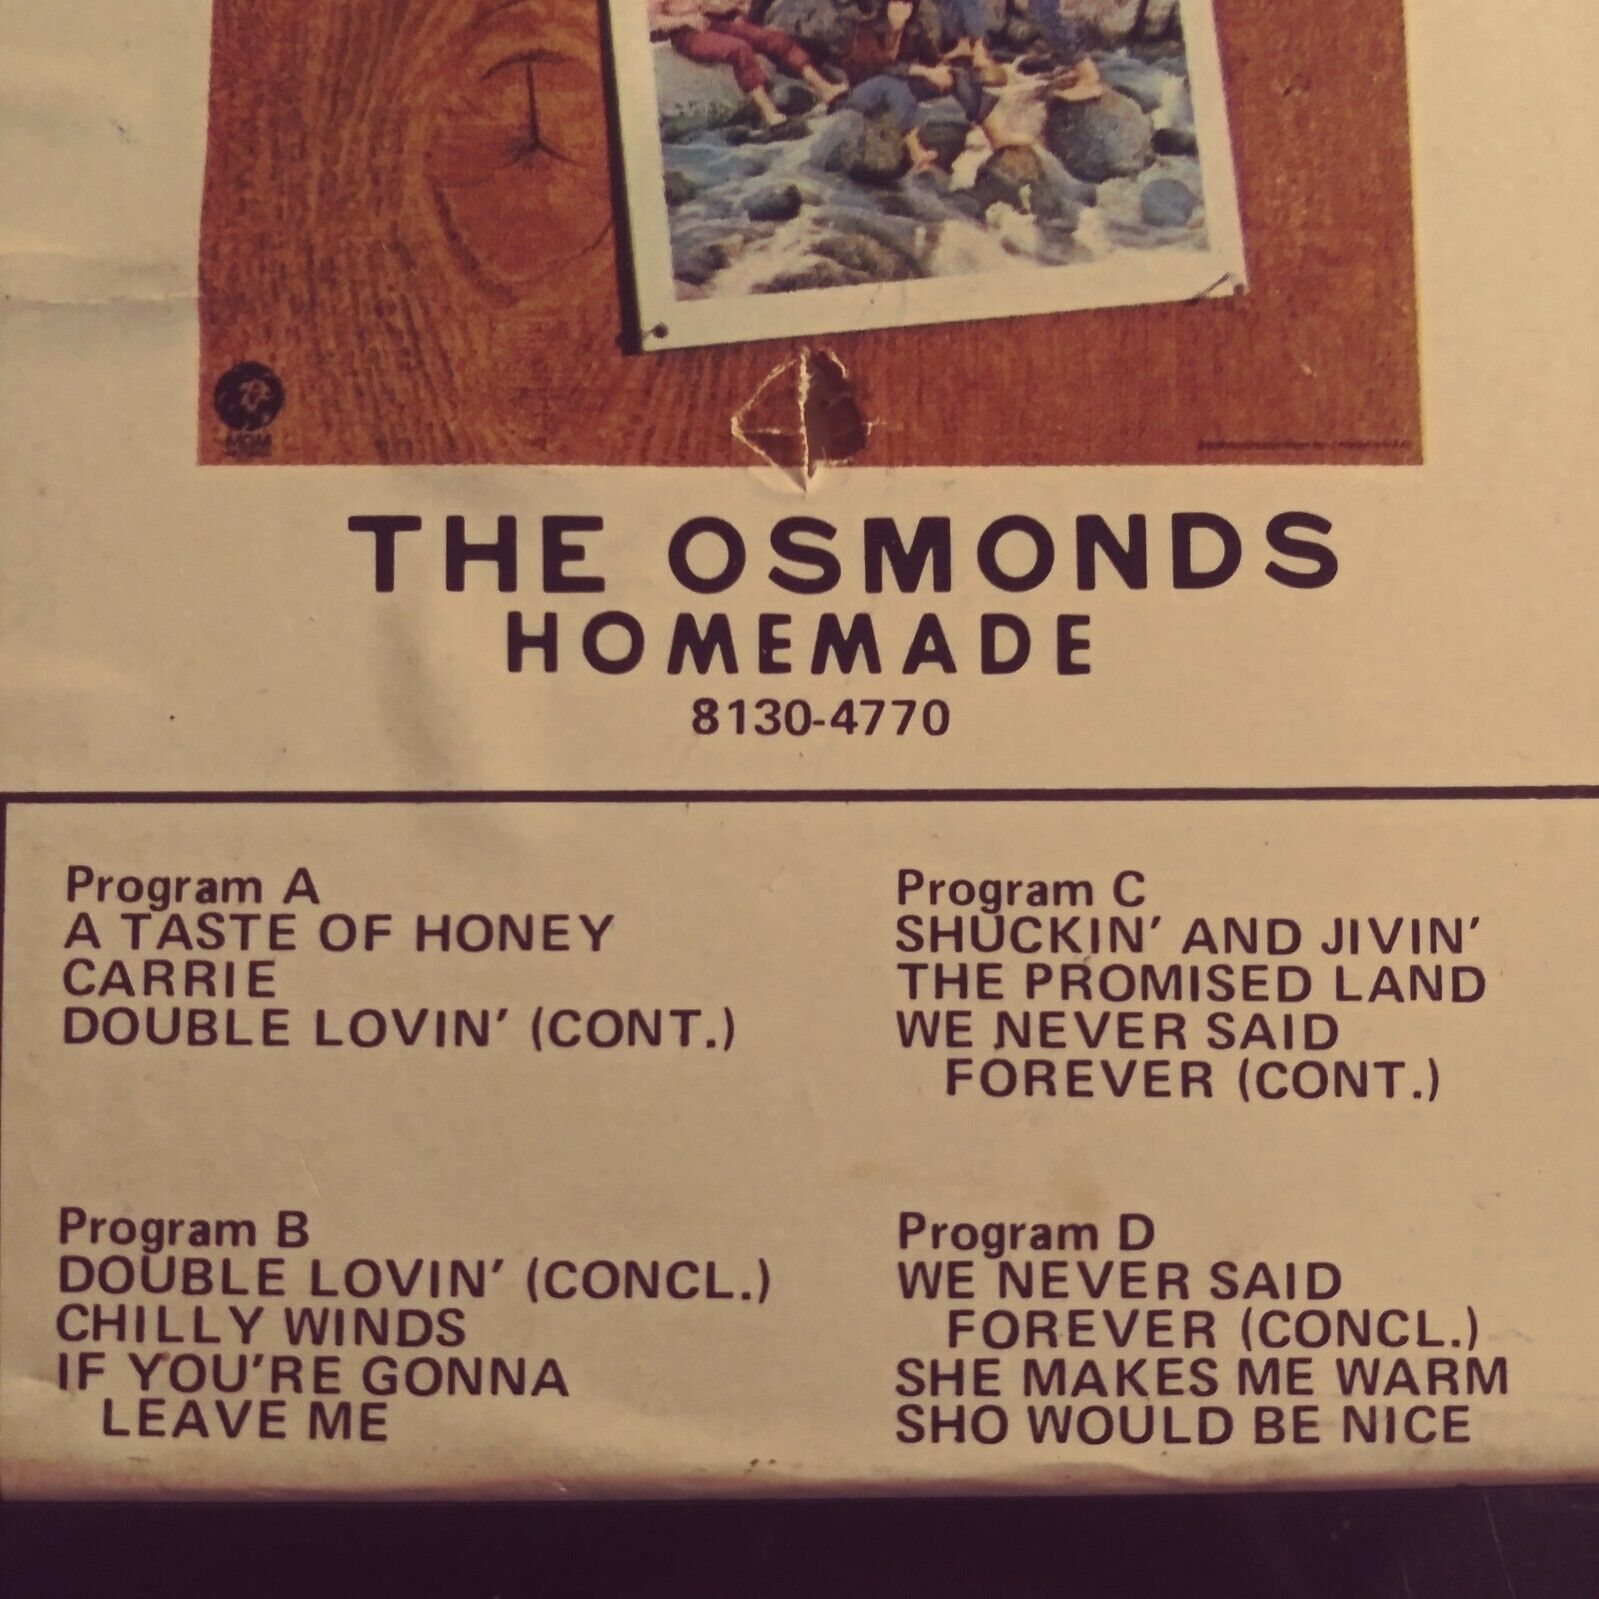 MGM
THE OSMONDS
HOMEMADE
8130-4770
Program A
A TASTE OF HONEY
CARRIE
DOUBLE LOVIN' (CONT.)
Program B
DOUBLE LOVIN' (CONCL.)
CHILLY WINDS
IF YOU'RE GONNA
LEAVE ME
Program C
SHUCKIN' AND JIVIN'
THE PROMISED LAND
WE NEVER SAID
FOREVER (CONT.)
Program D
WE NEVER SAID
FOREVER (CONCL.)
SHE MAKES ME WARM
SHO WOULD BE NICE